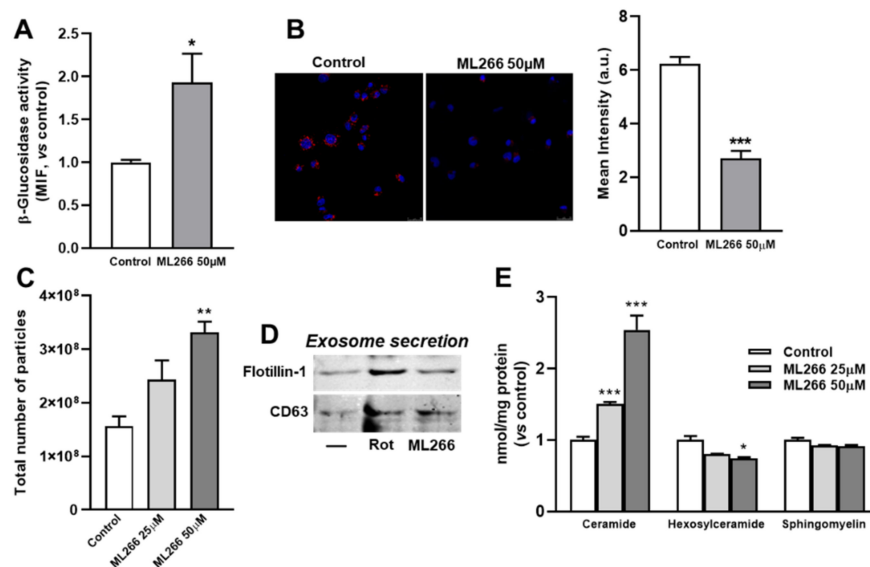 A
β-Glucosidase activity
(MIF, vs control)
2.5
2.0
1.5
1.0
0.5
0.0
*
Control
ML266 50µM
B
Control
ML266 50µM
Mean Intensity (a.u.)
8
6
4
2
0
***
Control
ML266 50µM
C
Total number of particles
4×10⁸
3×10⁸
2×10⁸
1×10⁸
0
**
Control
ML266 25µM
ML266 50µM
D
Exosome secretion
Flotillin-1
CD63
—
Rot
ML266
E
nmol/mg protein
(vs control)
3
2
1
0
***
***
*
Control
ML266 25µM
ML266 50µM
Ceramide
Hexosylceramide
Sphingomyelin